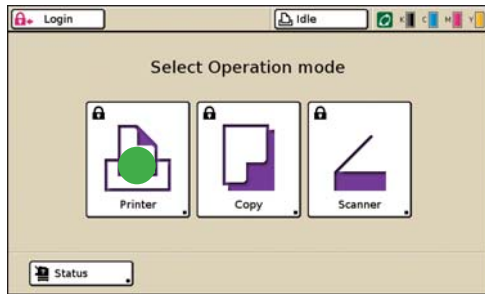 Login
Idle
K C M Y
Select Operation mode
Printer
Copy
Scanner
Status